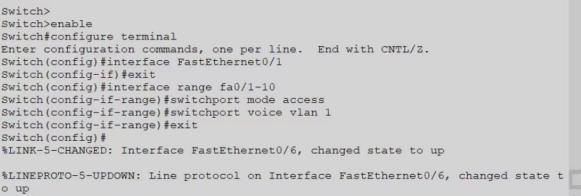 Switch>
Switch>enable
Switch#configure terminal
Enter configuration commands, one per line.  End with CNTL/Z.
Switch(config)#interface FastEthernet0/1
Switch(config-if)#exit
Switch(config)#interface range fa0/1-10
Switch(config-if-range)#switchport mode access
Switch(config-if-range)#switchport voice vlan 1
Switch(config-if-range)#exit
Switch(config)#
%LINK-5-CHANGED: Interface FastEthernet0/6, changed state to up
%LINEPROTO-5-UPDOWN: Line protocol on Interface FastEthernet0/6, changed state t
o up